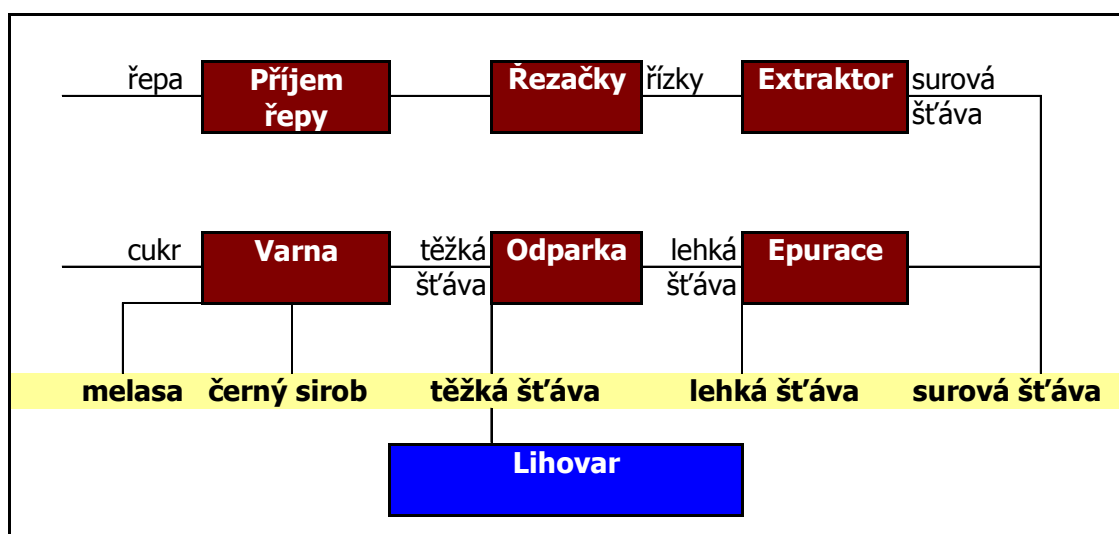 řepa
Příjem
řepy
Řezačky
řízky
Extraktor
surová
šťáva
cukr
Varna
těžká
šťáva
Odparka
lehká
šťáva
Epurace
melasa černý sirob těžká šťáva lehká šťáva surová šťáva
Lihovar